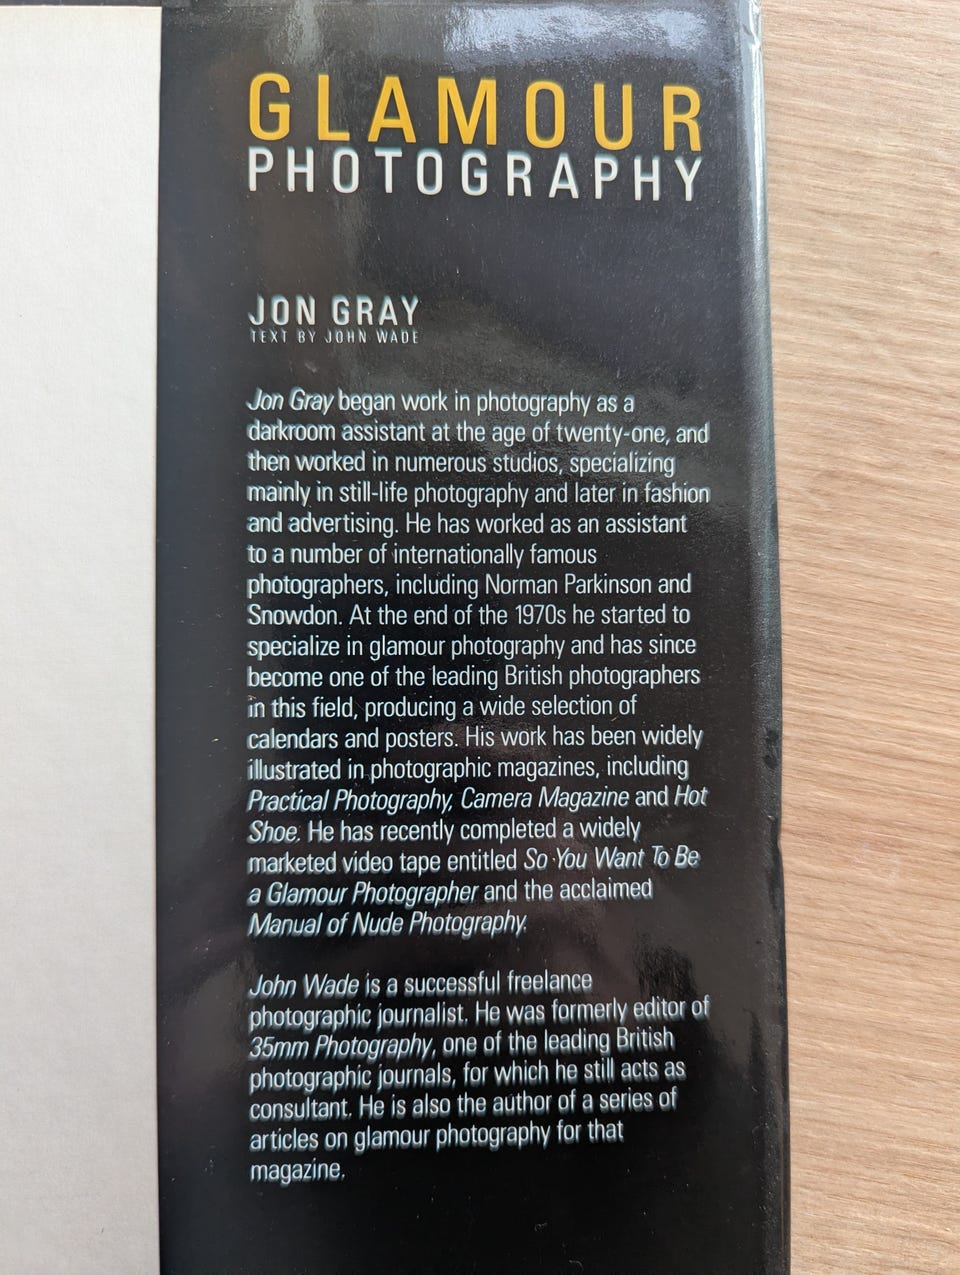 GLAMOUR
PHOTOGRAPHY
JON GRAY
TEXT BY JOHN WADE
Jon Gray began work in photography as a
darkroom assistant at the age of twenty-one, and
then worked in numerous studios, specializing
mainly in still-life photography and later in fashion
and advertising. He has worked as an assistant
to a number of internationally famous
photographers, including Norman Parkinson and
Snowdon. At the end of the 1970s he started to
specialize in glamour photography and has since
become one of the leading British photographers
in this field, producing a wide selection of
calendars and posters. His work has been widely
illustrated in photographic magazines, including
Practical Photography, Camera Magazine and Hot
Shoe. He has recently completed a widely
marketed video tape entitled So You Want To Be
a Glamour Photographer and the acclaimed
Manual of Nude Photography.
John Wade is a successful freelance
photographic journalist. He was formerly editor of
35mm Photography, one of the leading British
photographic journals, for which he still acts as
consultant. He is also the author of a series of
articles on glamour photography for that
magazine.